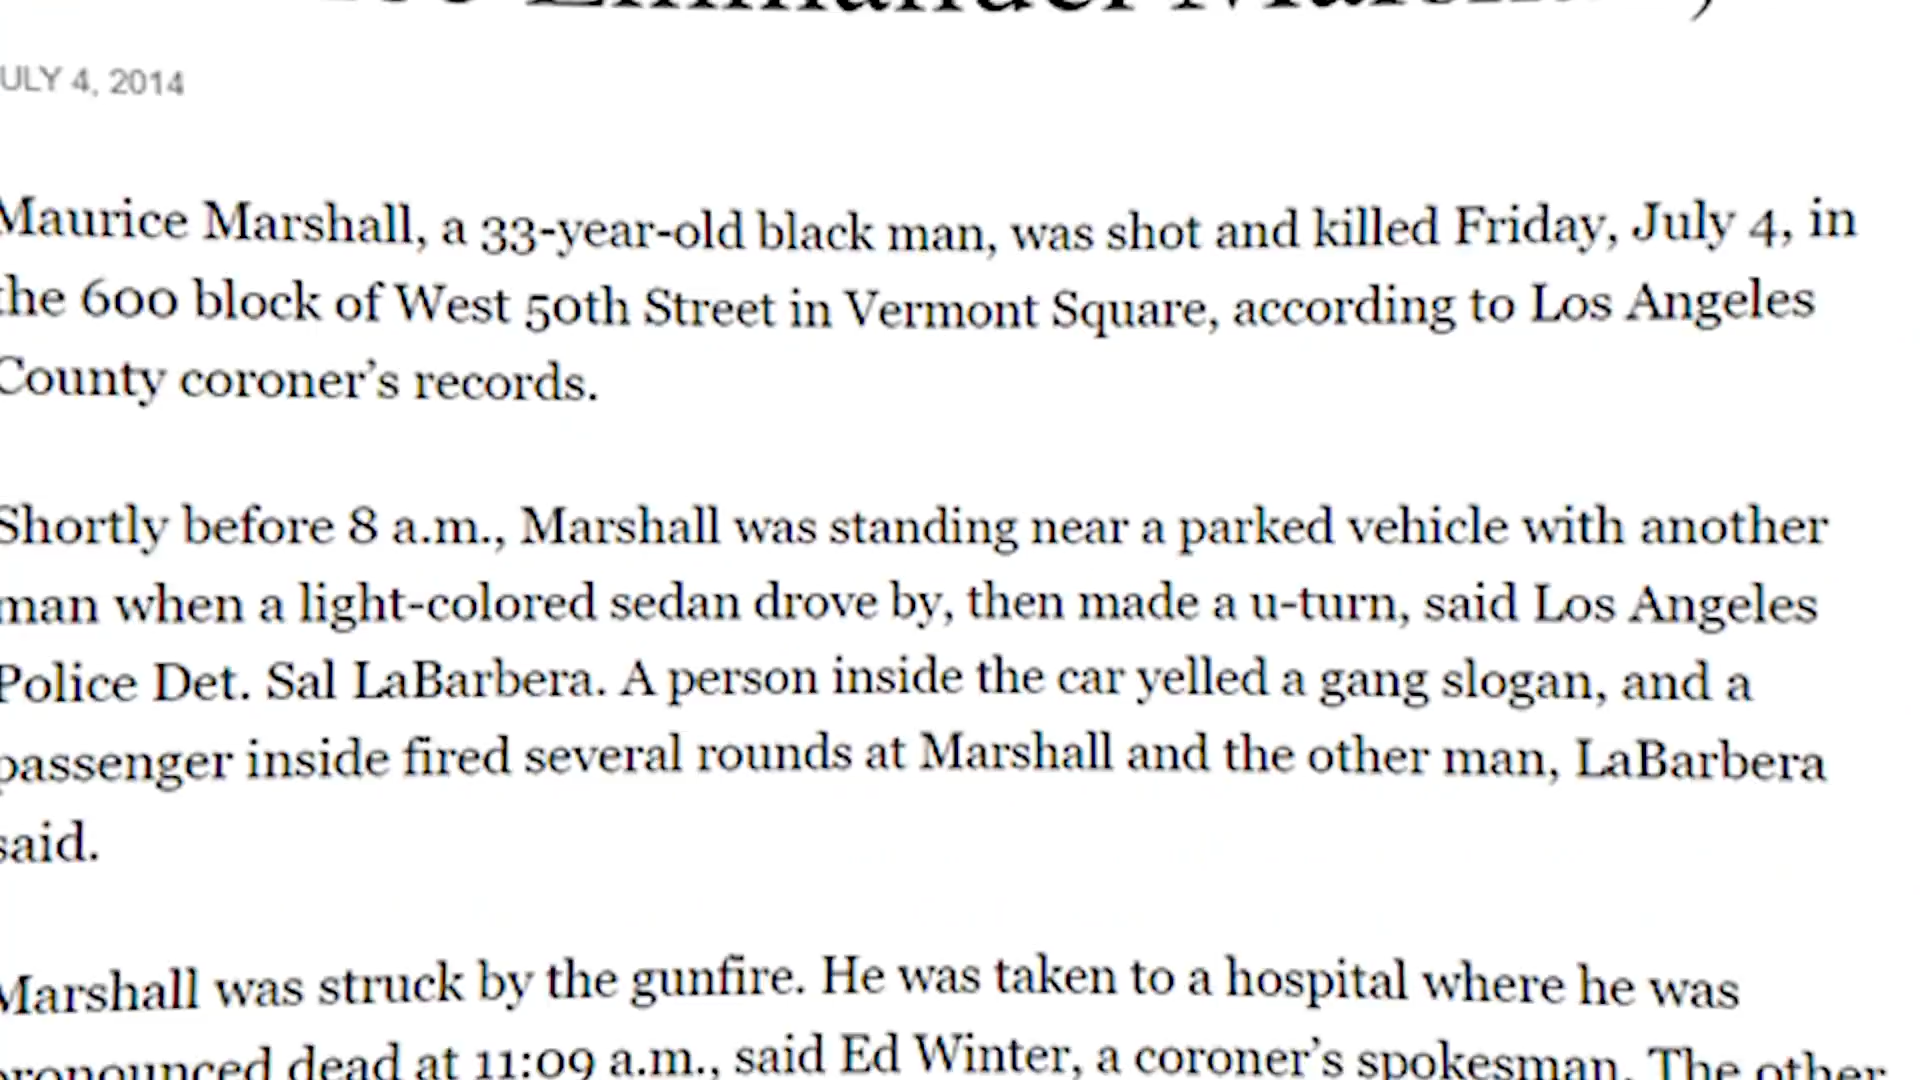 JULY 4, 2014
Maurice Marshall, a 33-year-old black man, was shot and killed Friday, July 4, in
the 600 block of West 50th Street in Vermont Square, according to Los Angeles
County coroner’s records.
Shortly before 8 a.m., Marshall was standing near a parked vehicle with another
man when a light-colored sedan drove by, then made a u-turn, said Los Angeles
Police Det. Sal LaBarbera. A person inside the car yelled a gang slogan, and a
passenger inside fired several rounds at Marshall and the other man, LaBarbera
said.
Marshall was struck by the gunfire. He was taken to a hospital where he was
pronounced dead at 11:09 a.m., said Ed Winter, a coroner’s spokesman. The other